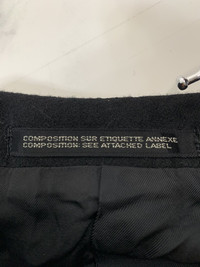 COMPOSITION SUR ETIQUETTE ANNEXE
COMPOSITION: SEE ATTACHED LABEL